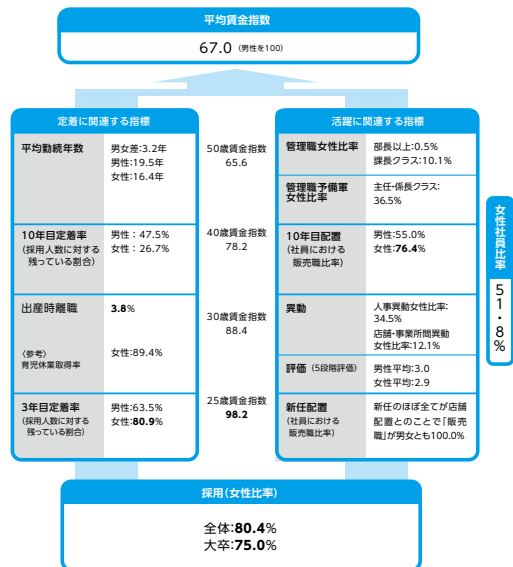 平均賃金指数
67.0 (男性を100)
定着に関連する指標
平均勤続年数
男女差:3.2年
男性:19.5年
女性:16.4年
10年目定着率
(採用人数に対する
残っている割合)
男性：47.5%
女性：26.7%
出産時離職
3.8%
〈参考〉
育児休業取得率
女性:89.4%
3年目定着率
(採用人数に対する
残っている割合)
男性:63.5%
女性:80.9%
50歳賃金指数
65.6
40歳賃金指数
78.2
30歳賃金指数
88.4
25歳賃金指数
98.2
活躍に関連する指標
管理職女性比率
部長以上:0.5%
課長クラス:10.1%
管理職予備軍
女性比率
主任・係長クラス:
36.5%
10年目配置
(社員における
販売職比率)
男性:55.0%
女性:76.4%
異動
人事異動女性比率:
34.5%
店舗・事業所間異動
女性比率:12.1%
評価 (5段階評価)
男性平均:3.0
女性平均:2.9
新任配置
(社員における
販売職比率)
新任のほぼ全てが店舗
配置とのことで「販売
職」が男女とも100.0%
女性社員比率
51・8%
採用(女性比率)
全体:80.4%
大卒:75.0%